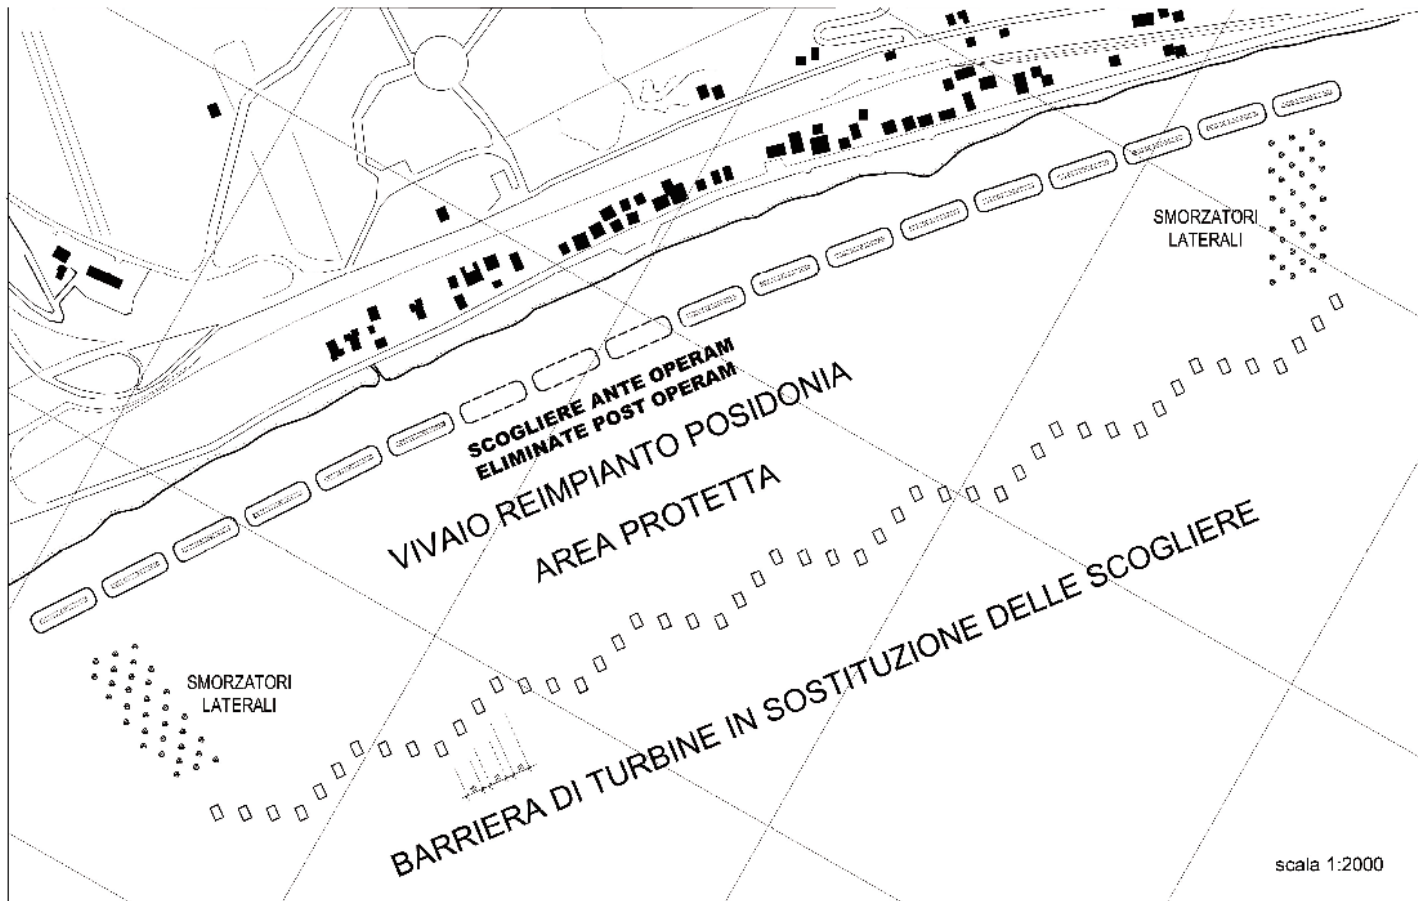 SMORZATORI
LATERALI
SCOGLIERE ANTE OPERAM
ELIMINATE POST OPERAM
VIVAIO REIMPIANTO POSIDONIA
AREA PROTETTA
SMORZATORI
LATERALI
BARRIERA DI TURBINE IN SOSTITUZIONE DELLE SCOGLIERE
scala 1:2000